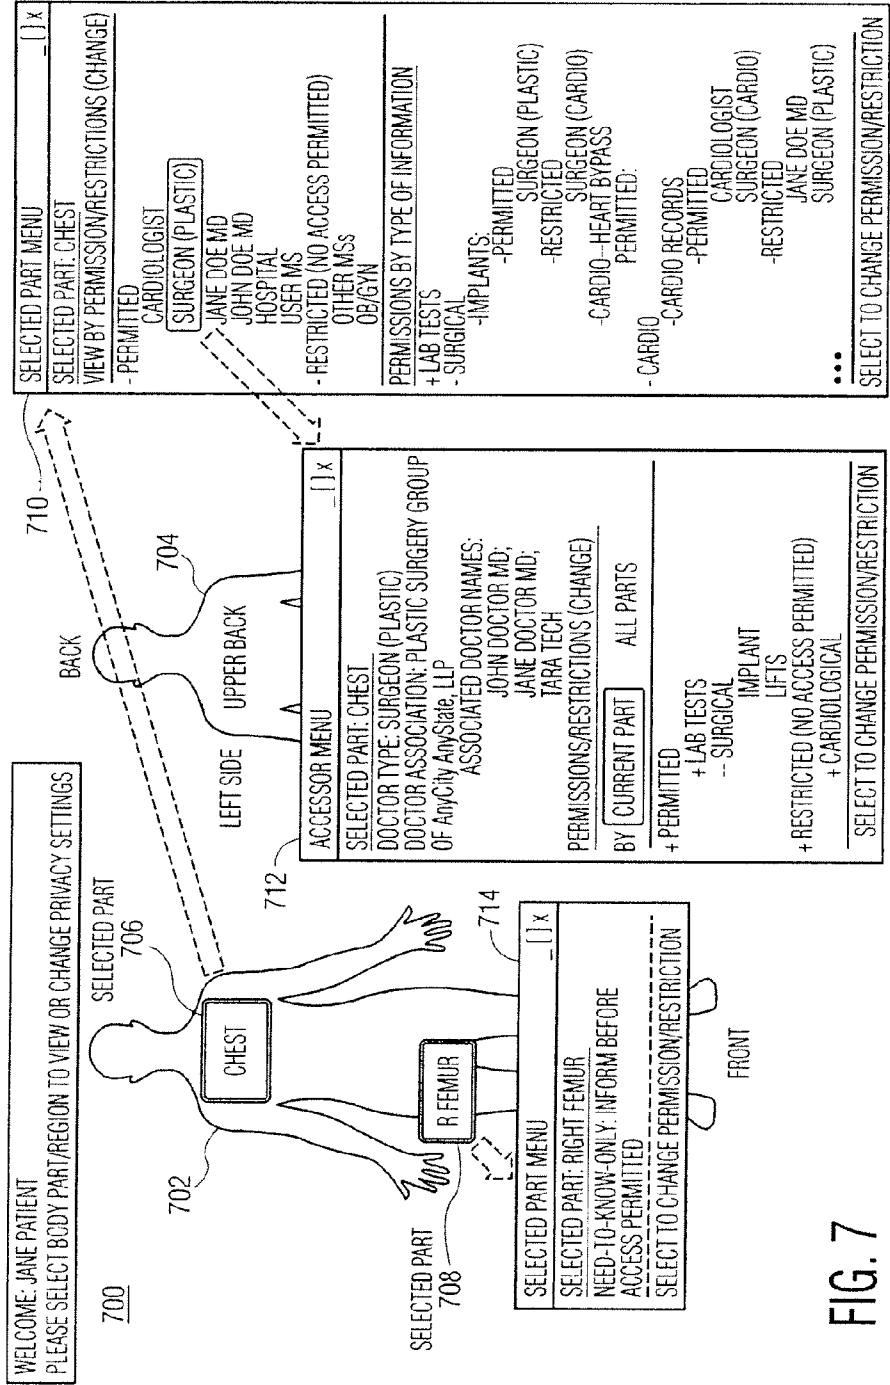 WELCOME: JANE PATIENT
PLEASE SELECT BODY PART/REGION TO VIEW OR CHANGE PRIVACY SETTINGS
700
SELECTED PART
706
702
CHEST
R FEMUR
SELECTED PART
708
FRONT
BACK
704
LEFT SIDE
UPPER BACK
710
SELECTED PART MENU _[]x
SELECTED PART: CHEST
VIEW BY PERMISSION/RESTRICTIONS (CHANGE)
- PERMITTED
CARDIOLOGIST
SURGEON (PLASTIC)
JANE DOE MD
JOHN DOE MD
HOSPITAL
USER MS
- RESTRICTED (NO ACCESS PERMITTED)
OTHER MSs
OB/GYN
PERMISSIONS BY TYPE OF INFORMATION
+ LAB TESTS
- SURGICAL
-IMPLANTS:
-PERMITTED
SURGEON (PLASTIC)
-RESTRICTED
SURGEON (CARDIO)
-CARDIO--HEART BYPASS
PERMITTED:
- CARDIO
-CARDIO RECORDS
-PERMITTED
CARDIOLOGIST
SURGEON (CARDIO)
-RESTRICTED
JANE DOE MD
SURGEON (PLASTIC)
•••
SELECT TO CHANGE PERMISSION/RESTRICTION
712
ACCESSOR MENU _[]x
SELECTED PART: CHEST
DOCTOR TYPE: SURGEON (PLASTIC)
DOCTOR ASSOCIATION: PLASTIC SURGERY GROUP
OF AnyCity AnyState, LLP
ASSOCIATED DOCTOR NAMES:
JOHN DOCTOR MD;
JANE DOCTOR MD;
TARA TECH
PERMISSIONS/RESTRICTIONS (CHANGE)
BY CURRENT PART ALL PARTS
+ PERMITTED
+ LAB TESTS
-- SURGICAL
IMPLANT
LIFTS
+ RESTRICTED (NO ACCESS PERMITTED)
+ CARDIOLOGICAL
SELECT TO CHANGE PERMISSION/RESTRICTION
714
SELECTED PART MENU _[]x
SELECTED PART: RIGHT FEMUR
NEED-TO-KNOW-ONLY: INFORM BEFORE
ACCESS PERMITTED
SELECT TO CHANGE PERMISSION/RESTRICTION
FIG. 7